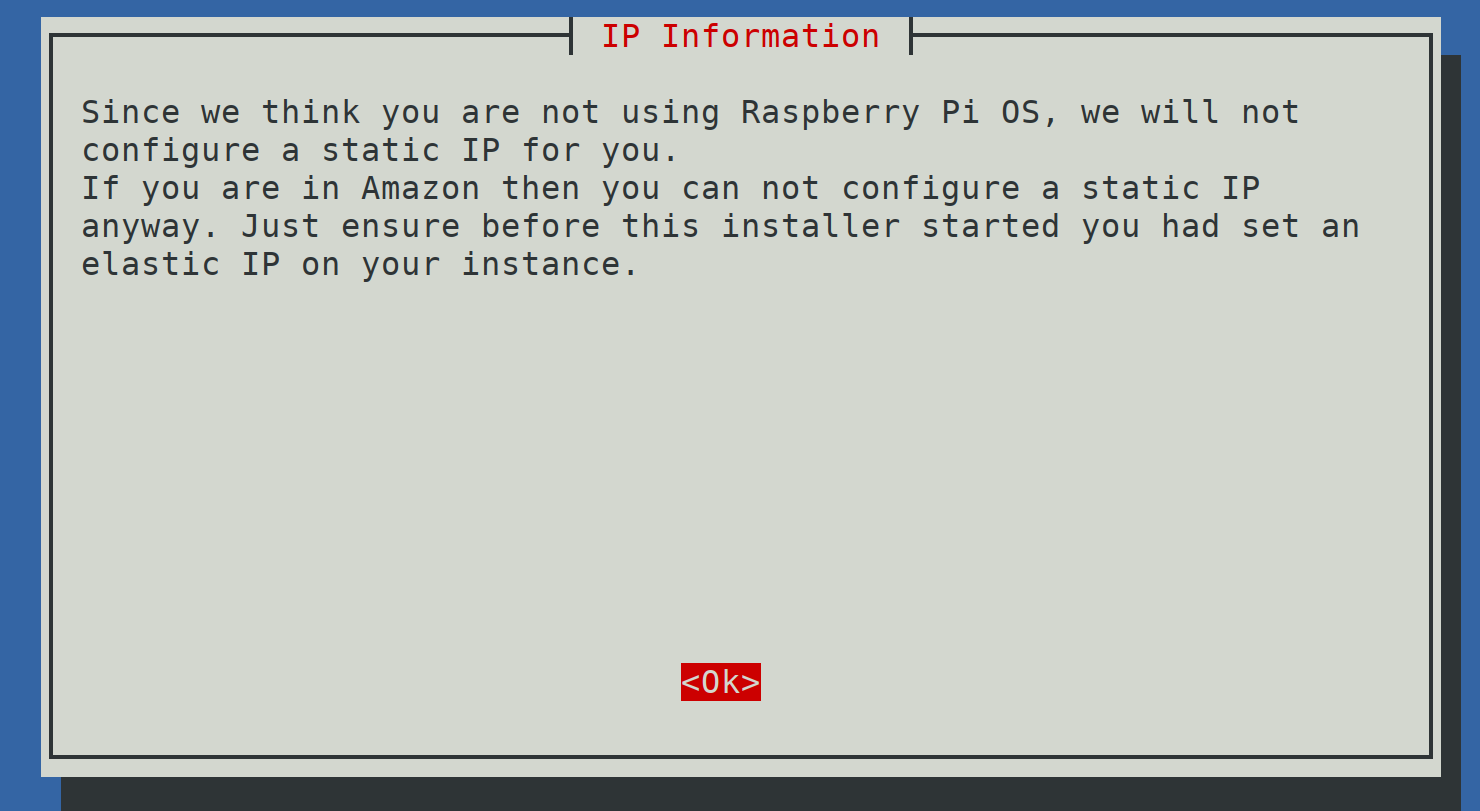 IP Information
Since we think you are not using Raspberry Pi OS, we will not
configure a static IP for you.
If you are in Amazon then you can not configure a static IP
anyway. Just ensure before this installer started you had set an
elastic IP on your instance.
<Ok>